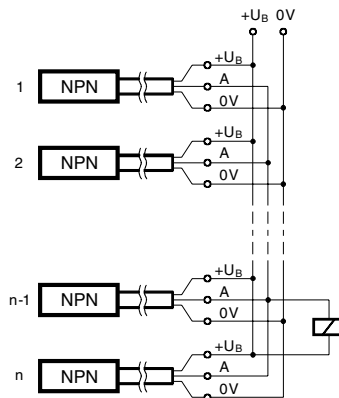 +UB 0V
+UB
1 NPN A
0V
+UB
2 NPN A
0V
+UB
n-1 NPN A
0V
+UB
n NPN A
0V